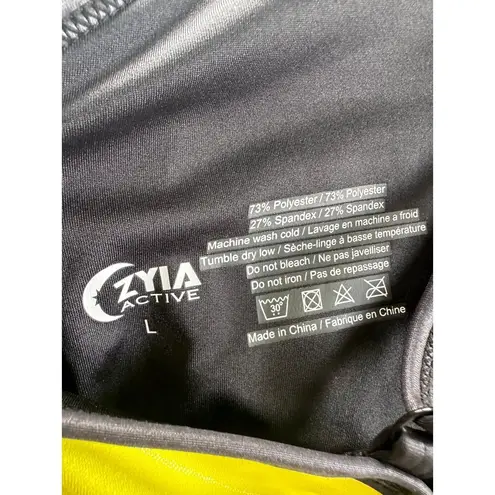 ZYIA
ACTIVE
L
73% Polyester / 73% Polyester
27% Spandex / 27% Spandex
Machine wash cold / Lavage en machine a froid
Tumble dry low / Sèche-linge à basse température
Do not bleach / Ne pas javelliser
Do not iron / Pas de repassage
30°
Made in China / Fabrique en Chine